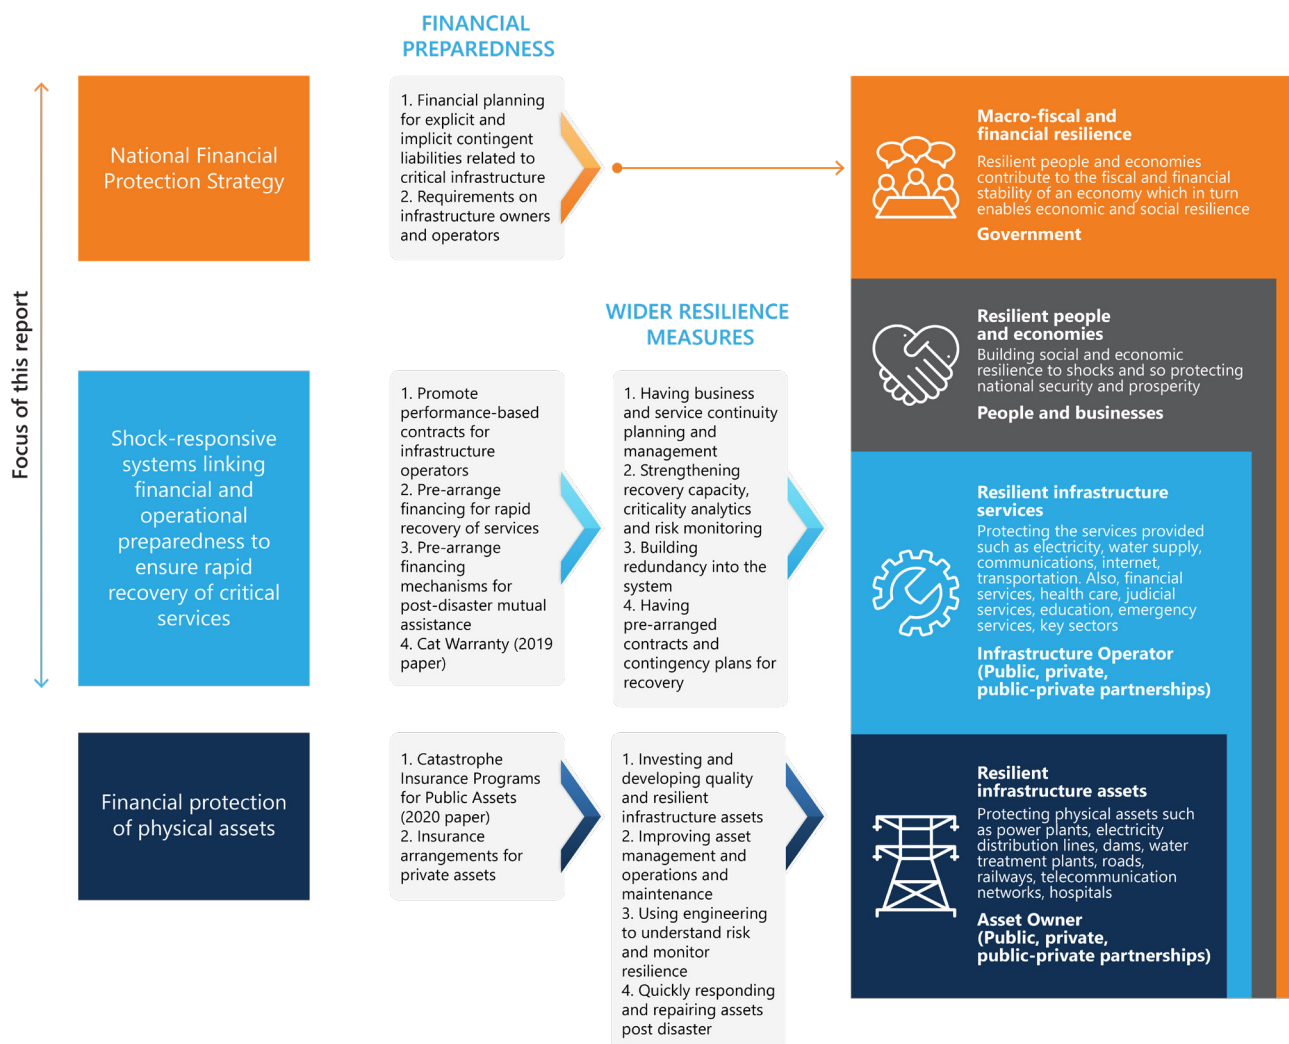 FINANCIAL
PREPAREDNESS
Focus of this report
National Financial
Protection Strategy
1. Financial planning
for explicit and
implicit contingent
liabilities related to
critical infrastructure
2. Requirements on
infrastructure owners
and operators
Macro-fiscal and
financial resilience
Resilient people and economies
contribute to the fiscal and financial
stability of an economy which in turn
enables economic and social resilience
Government
WIDER RESILIENCE
MEASURES
Resilient people
and economies
Building social and economic
resilience to shocks and so protecting
national security and prosperity
People and businesses
Shock-responsive
systems linking
financial and
operational
preparedness to
ensure rapid
recovery of critical
services
1. Promote
performance-based
contracts for
infrastructure
operators
2. Pre-arrange
financing for rapid
recovery of services
3. Pre-arrange
financing
mechanisms for
post-disaster mutual
assistance
4. Cat Warranty (2019
paper)
1. Having business
and service continuity
planning and
management
2. Strengthening
recovery capacity,
criticality analytics
and risk monitoring
3. Building
redundancy into the
system
4. Having
pre-arranged
contracts and
contingency plans for
recovery
Resilient infrastructure
services
Protecting the services provided
such as electricity, water supply,
communications, internet,
transportation. Also, financial
services, health care, judicial
services, education, emergency
services, key sectors
Infrastructure Operator
(Public, private,
public-private partnerships)
Financial protection
of physical assets
1. Catastrophe
Insurance Programs
for Public Assets
(2020 paper)
2. Insurance
arrangements for
private assets
1. Investing and
developing quality
and resilient
infrastructure assets
2. Improving asset
management and
operations and
maintenance
3. Using engineering
to understand risk
and monitor
resilience
4. Quickly responding
and repairing assets
post disaster
Resilient
infrastructure assets
Protecting physical assets such
as power plants, electricity
distribution lines, dams, water
treatment plants, roads,
railways, telecommunication
networks, hospitals
Asset Owner
(Public, private,
public-private partnerships)